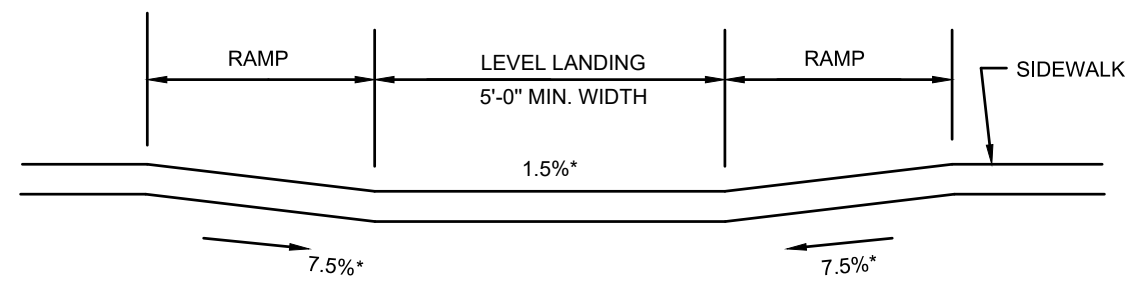 RAMP
LEVEL LANDING
5'-0" MIN. WIDTH
RAMP
SIDEWALK
1.5%*
7.5%*
7.5%*